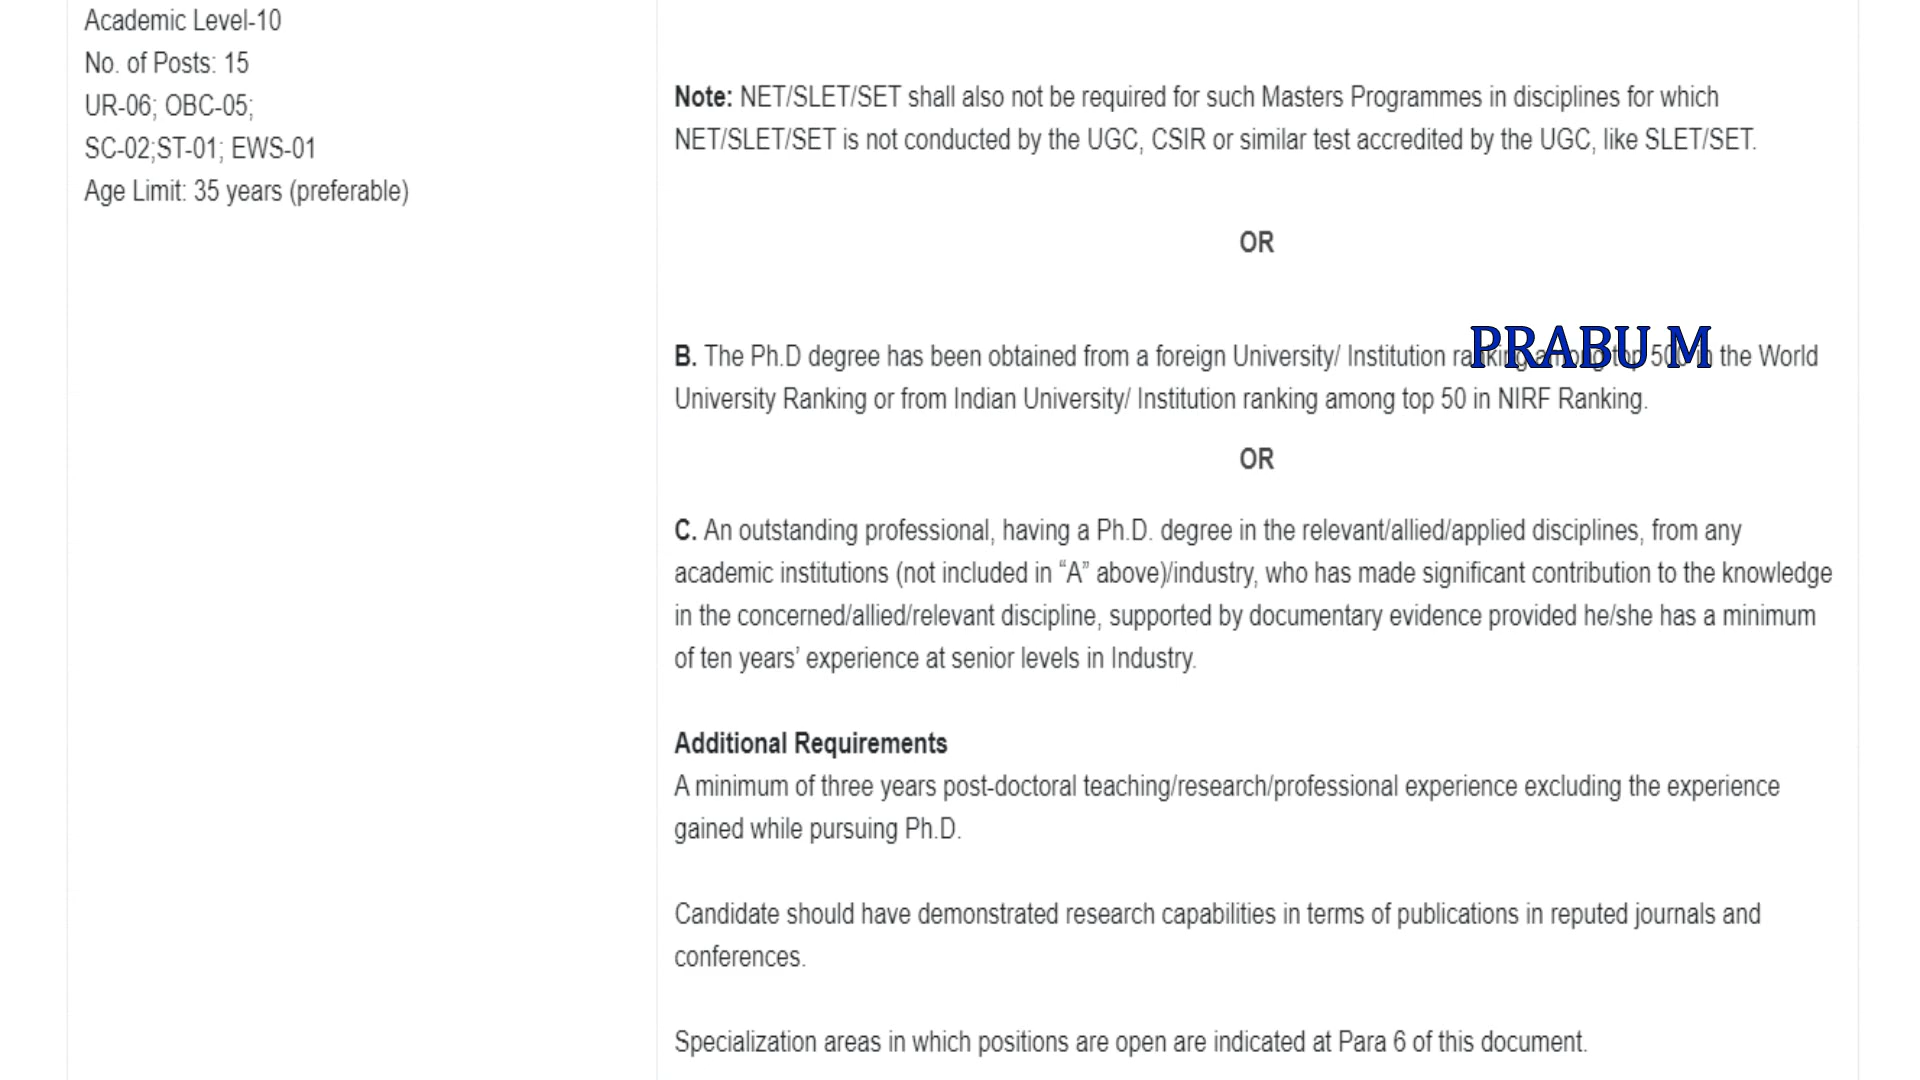 Academic Level-10
No. of Posts: 15
UR-06; OBC-05;
SC-02;ST-01; EWS-01
Age Limit: 35 years (preferable)
Note: NET/SLET/SET shall also not be required for such Masters Programmes in disciplines for which
NET/SLET/SET is not conducted by the UGC, CSIR or similar test accredited by the UGC, like SLET/SET.
OR
PRABU M
B. The Ph.D degree has been obtained from a foreign University/ Institution ranking among top 500 in the World
University Ranking or from Indian University/ Institution ranking among top 50 in NIRF Ranking.
OR
C. An outstanding professional, having a Ph.D. degree in the relevant/allied/applied disciplines, from any
academic institutions (not included in “A” above)/industry, who has made significant contribution to the knowledge
in the concerned/allied/relevant discipline, supported by documentary evidence provided he/she has a minimum
of ten years’ experience at senior levels in Industry.
Additional Requirements
A minimum of three years post-doctoral teaching/research/professional experience excluding the experience
gained while pursuing Ph.D.
Candidate should have demonstrated research capabilities in terms of publications in reputed journals and
conferences.
Specialization areas in which positions are open are indicated at Para 6 of this document.